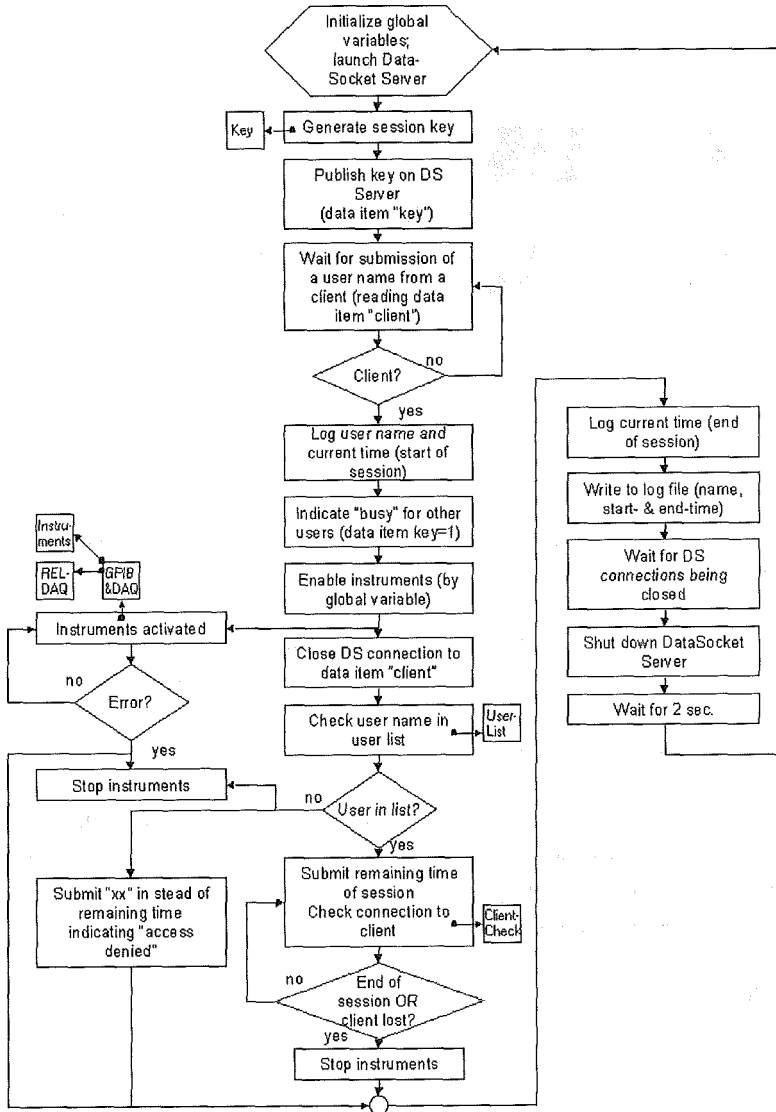 Initialize global
variables;
launch Data-
Socket Server
Key
Generate session key
Publish key on DS
Server
(data item "key")
Wait for submission of
a user name from a
client (reading data
item "client")
no
Client?
yes
Log user name and
current time (start of
session)
Indicate "busy" for other
users (data item key=1)
Enable instruments (by
global variable)
Instru-
ments
REL-
DAQ
GPIB
&DAQ
Instruments activated
no
Error?
yes
Stop instruments
Close DS connection to
data item "client"
Check user name in
user list
User-
List
no
User in list?
yes
Submit "xx" in stead of
remaining time
indicating "access
denied"
Submit remaining time
of session
Check connection to
client
Client-
Check
no
End of
session OR
client lost?
yes
Stop instruments
Log current time (end
of session)
Write to log file (name,
start- & end-time)
Wait for DS
connections being
closed
Shut down DataSocket
Server
Wait for 2 sec.